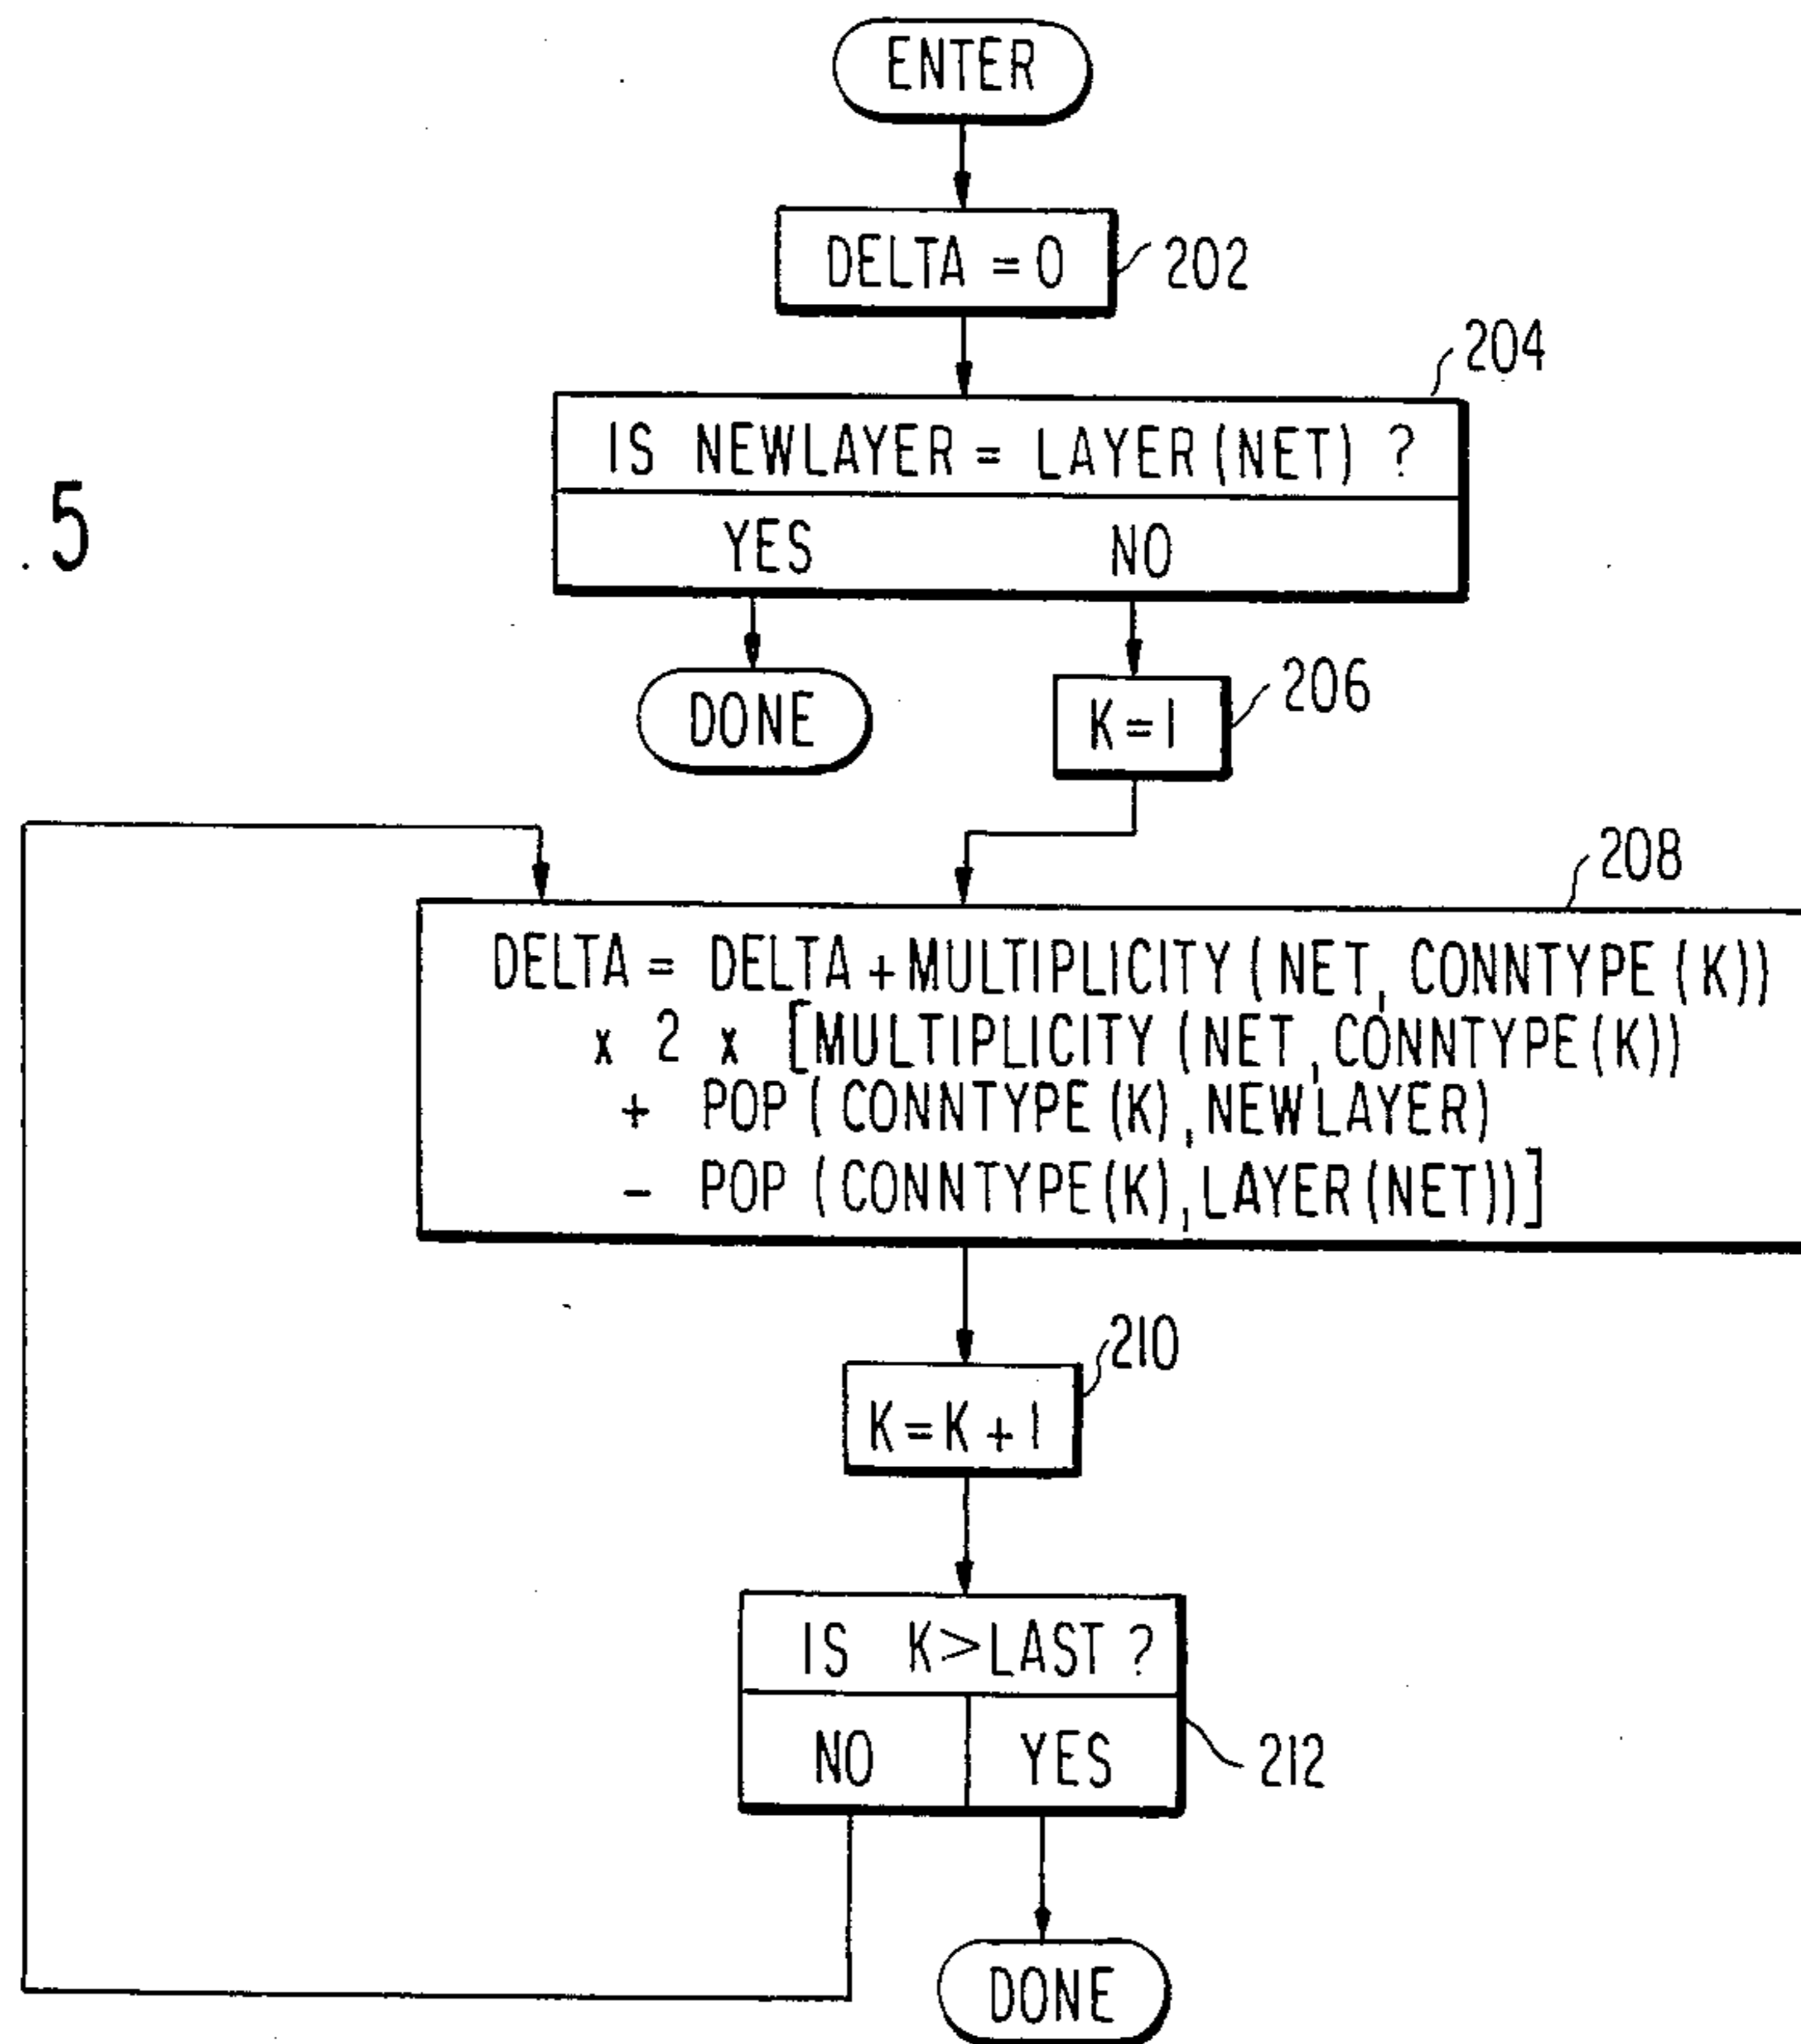 ENTER
DELTA = 0
202
204
IS NEWLAYER = LAYER(NET) ?
. 5
YES NO
206
DONE
K=1
208
DELTA = DELTA + MULTIPLICITY (NET, CONNTYPE (K))
x 2 x [MULTIPLICITY (NET, CONNTYPE (K))
+ POP (CONNTYPE (K), NEWLAYER)
- POP (CONNTYPE(K), LAYER (NET))]
210
K=K+1
IS K>LAST ?
NO YES
212
DONE